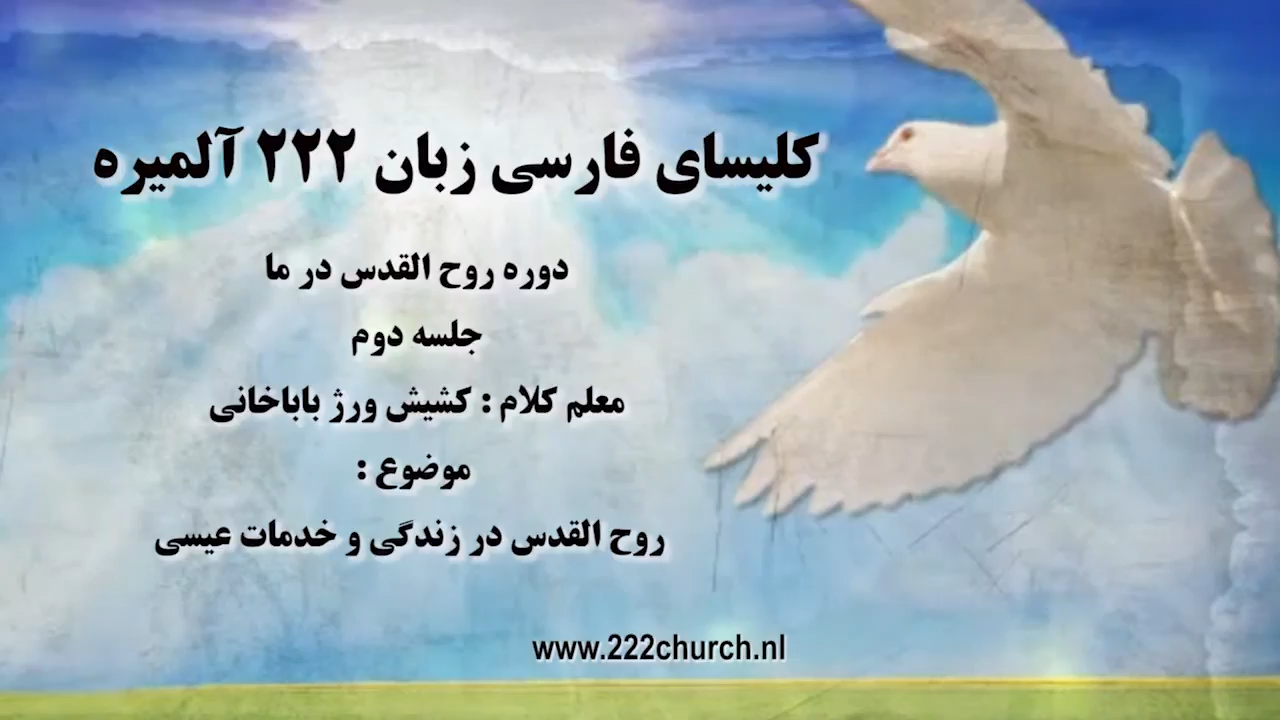 کلیسای فارسی زبان ۲۲۲ آلمیره
دوره روح القدس در ما
جلسه دوم
معلم کلام : کشیش ورژ باباخانی
موضوع :
روح القدس در زندگی و خدمات عیسی
www.222church.nl